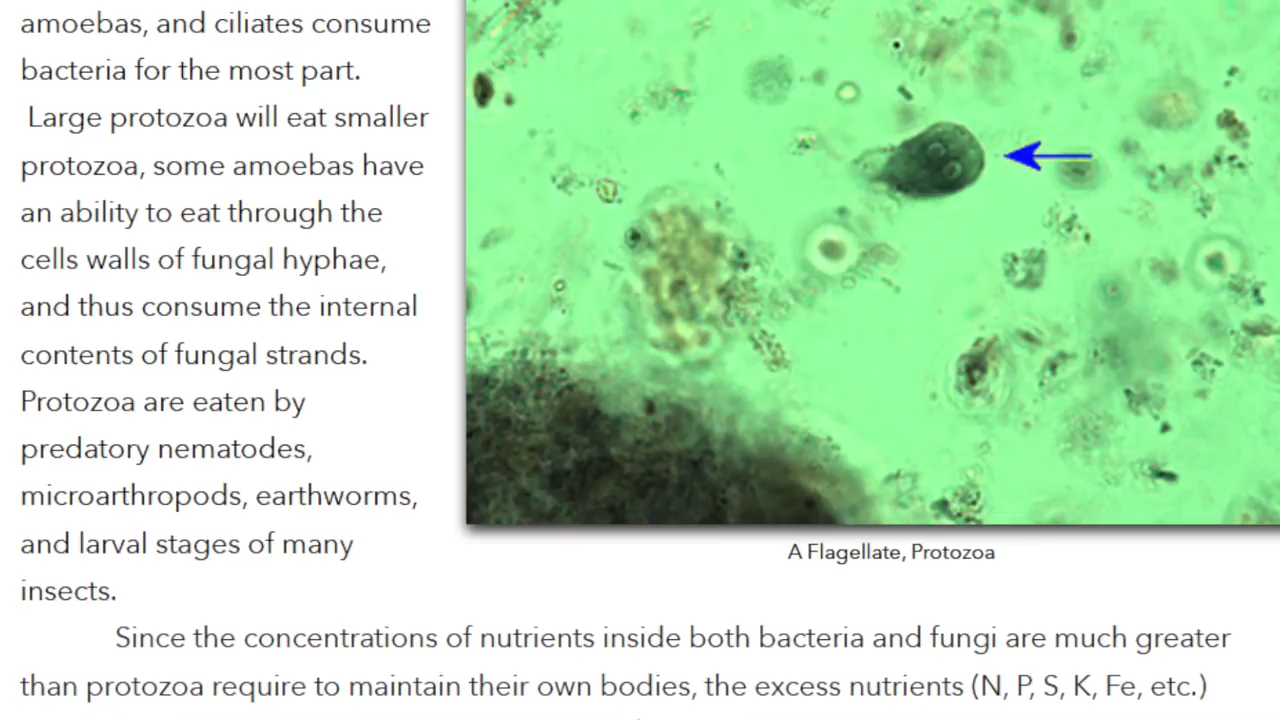 amoebas, and ciliates consume
bacteria for the most part.
Large protozoa will eat smaller
protozoa, some amoebas have
an ability to eat through the
cells walls of fungal hyphae,
and thus consume the internal
contents of fungal strands.
Protozoa are eaten by
predatory nematodes,
microarthropods, earthworms,
and larval stages of many
insects.
A Flagellate, Protozoa
Since the concentrations of nutrients inside both bacteria and fungi are much greater
than protozoa require to maintain their own bodies, the excess nutrients (N, P, S, K, Fe, etc.)